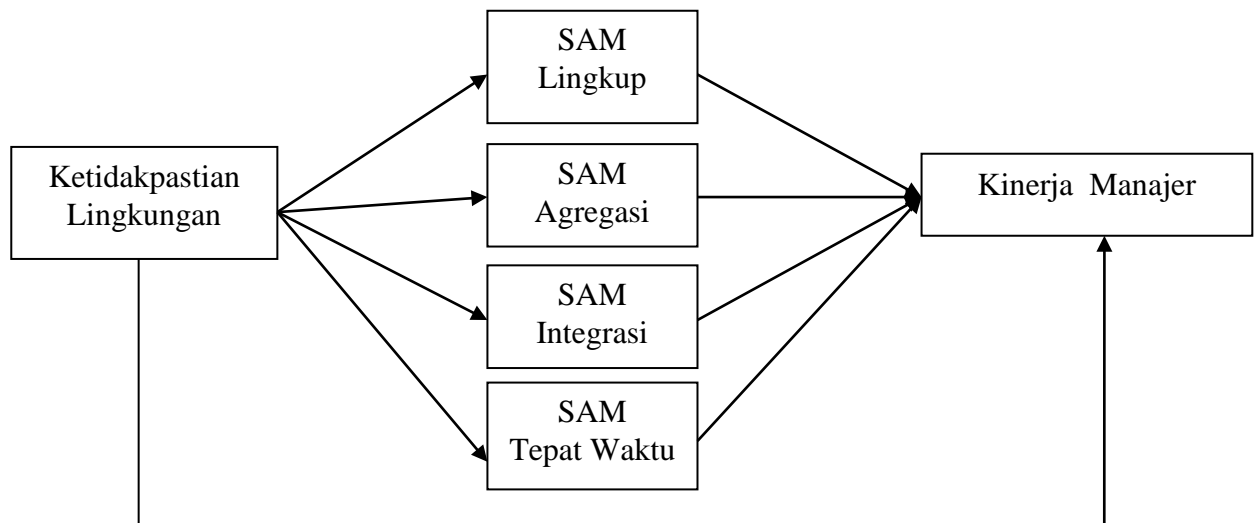 Ketidakpastian
Lingkungan
SAM
Lingkup
SAM
Agregasi
SAM
Integrasi
SAM
Tepat Waktu
Kinerja Manajer